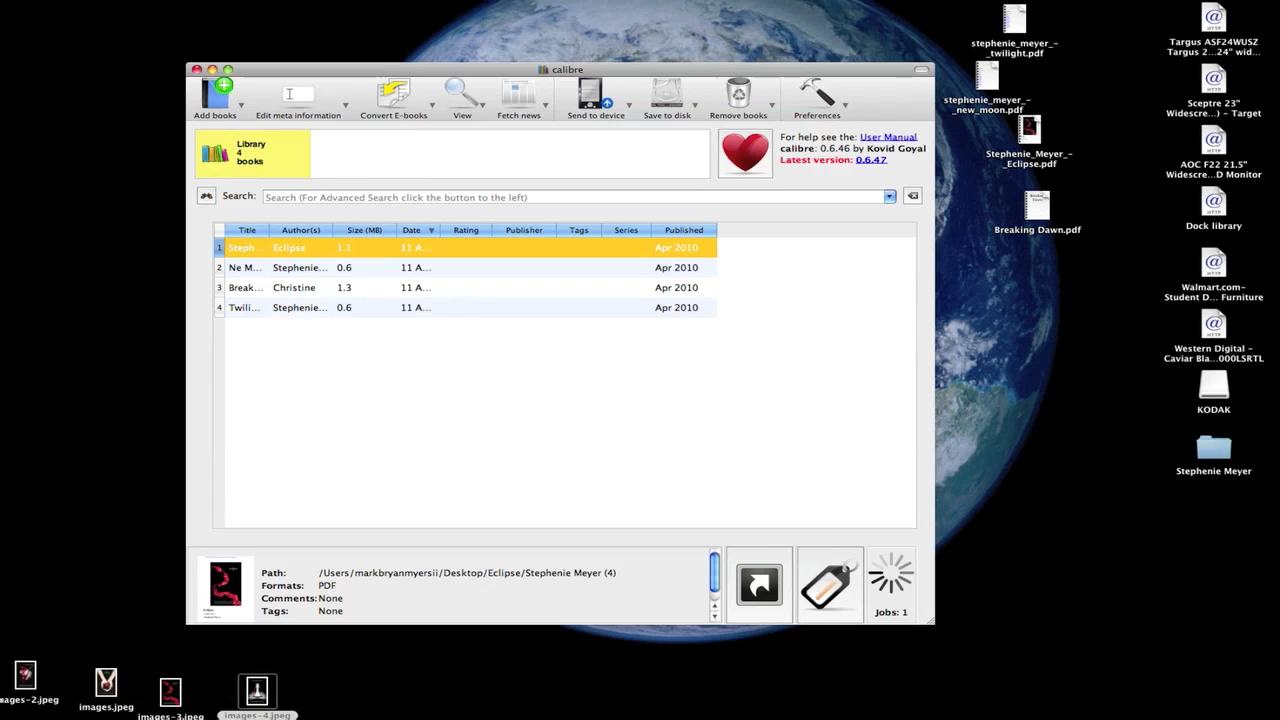 calibre
Add books
Edit meta information
Convert E-books
View
Fetch news
Send to device
Save to disk
Remove books
Preferences
Library
4
books
For help see the: User Manual
calibre: 0.6.46 by Kovid Goyal
Latest version: 0.6.47
Search: Search (For Advanced Search click the button to the left)
Title Author(s) Size (MB) Date Rating Publisher Tags Series Published
1 Steph... Eclipse 1.1 11 A... Apr 2010
2 Ne M... Stephenie... 0.6 11 A... Apr 2010
3 Break... Christine 1.3 11 A... Apr 2010
4 Twili... Stephenie... 0.6 11 A... Apr 2010
Path: /Users/markbryanmyersii/Desktop/Eclipse/Stephenie Meyer (4)
Formats: PDF
Comments: None
Tags: None
Jobs: 1
stephenie_meyer_-
_twilight.pdf
stephenie_meyer_-
_new_moon.pdf
Stephenie_Meyer_-
_Eclipse.pdf
Breaking Dawn.pdf
Targus ASF24WUSZ
Targus 2...24" wid...
Sceptre 23"
Widescre...) - Target
AOC F22 21.5"
Widescre...D Monitor
Dock library
Walmart.com-
Student D... Furniture
Western Digital -
Caviar Bla...000LSRTL
KODAK
Stephenie Meyer
ages-2.jpeg
images.jpeg
images-3.jpeg
images-4.jpeg